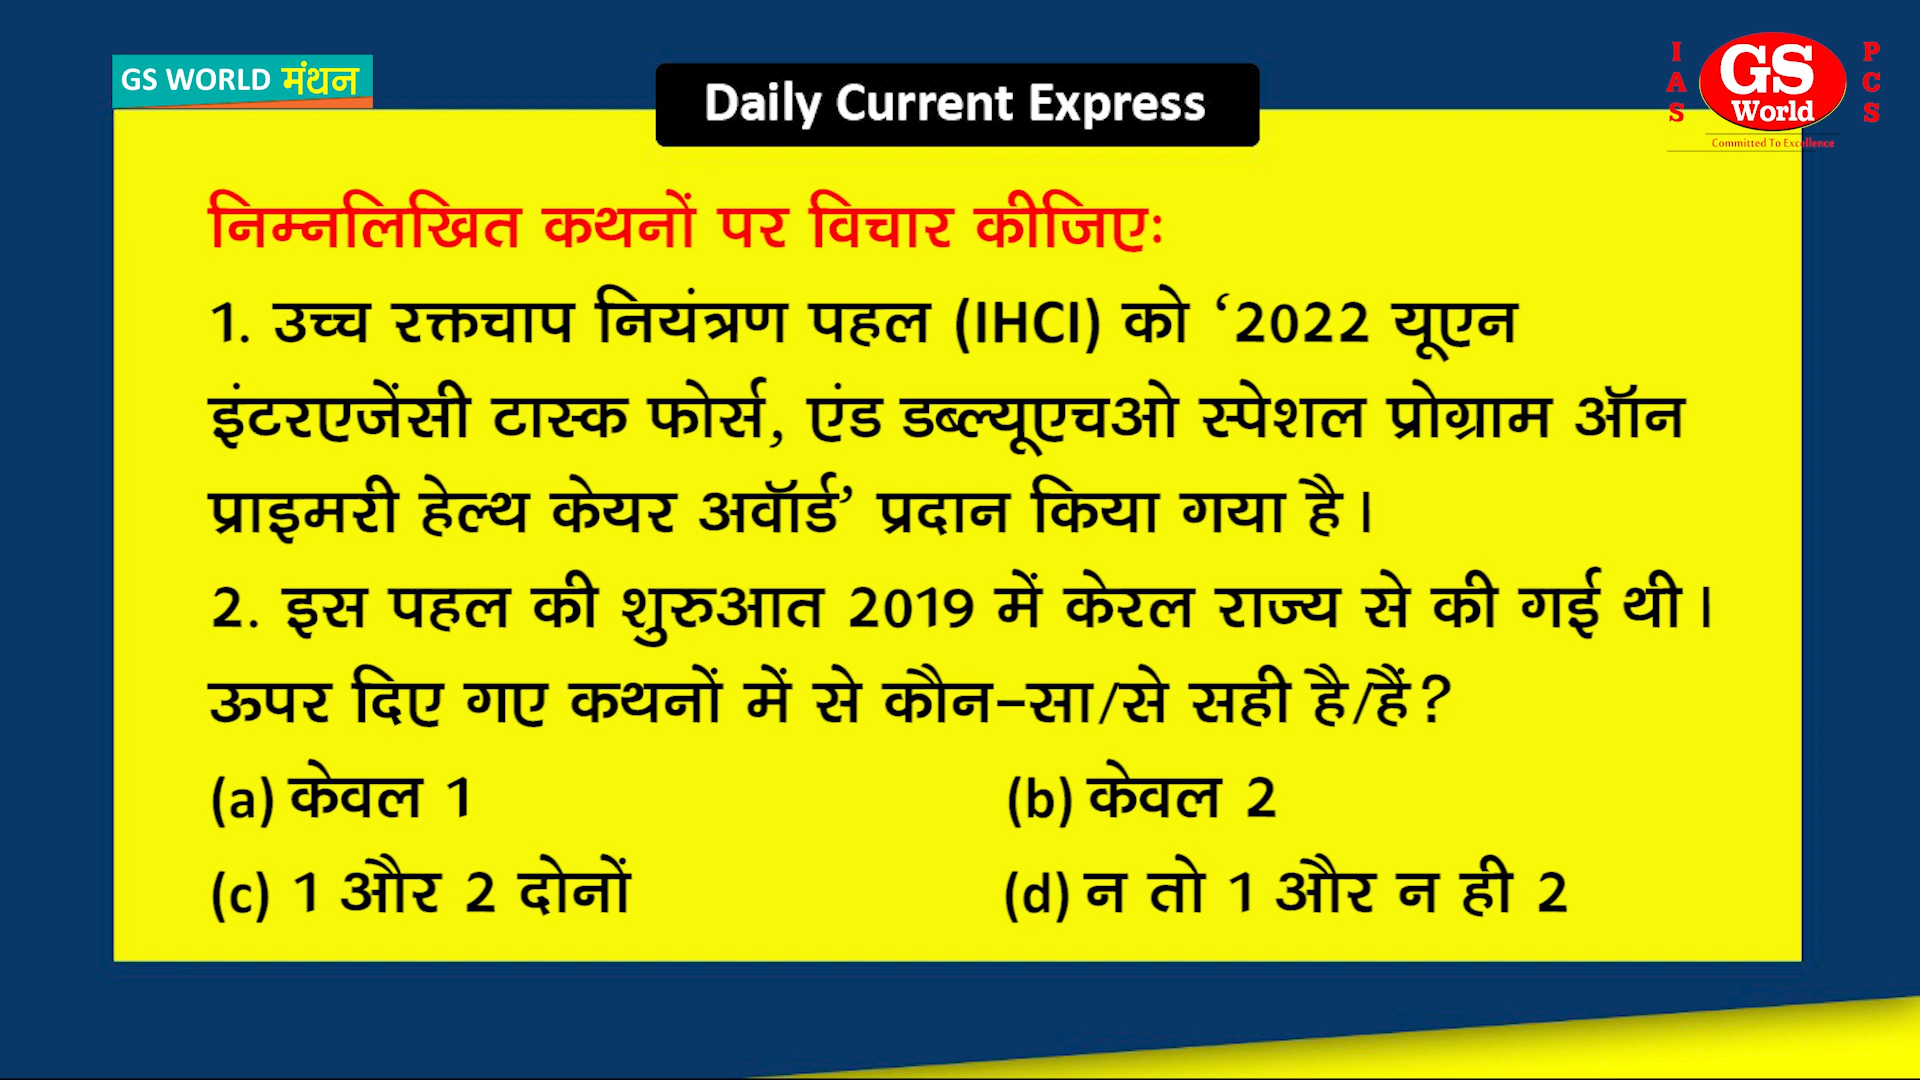 GS WORLD मंथन
Daily Current Express
I A S
GS
World
P C S
Committed To Excellence
निम्नलिखित कथनों पर विचार कीजिए:
1. उच्च रक्तचाप नियंत्रण पहल (IHCI) को ‘2022 यूएन
इंटरएजेंसी टास्क फोर्स, एंड डब्ल्यूएचओ स्पेशल प्रोग्राम ऑन
प्राइमरी हेल्थ केयर अवॉर्ड’ प्रदान किया गया है।
2. इस पहल की शुरुआत 2019 में केरल राज्य से की गई थी।
ऊपर दिए गए कथनों में से कौन-सा/से सही है/हैं?
(a) केवल 1 (b) केवल 2
(c) 1 और 2 दोनों (d) न तो 1 और न ही 2